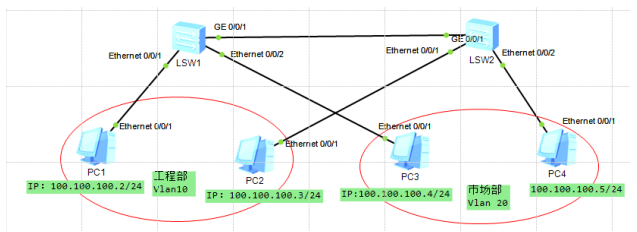 GE 0/0/1
GE 0/0/1
Ethernet 0/0/1
Ethernet 0/0/2
LSW1
Ethernet 0/0/1
Ethernet 0/0/2
LSW2
Ethernet 0/0/1
Ethernet 0/0/1
Ethernet 0/0/1
Ethernet 0/0/1
PC1
工程部
Vlan10
PC2
PC3
市场部
Vlan 20
PC4
IP: 100.100.100.2/24
IP: 100.100.100.3/24
IP:100.100.100.4/24
100.100.100.5/24